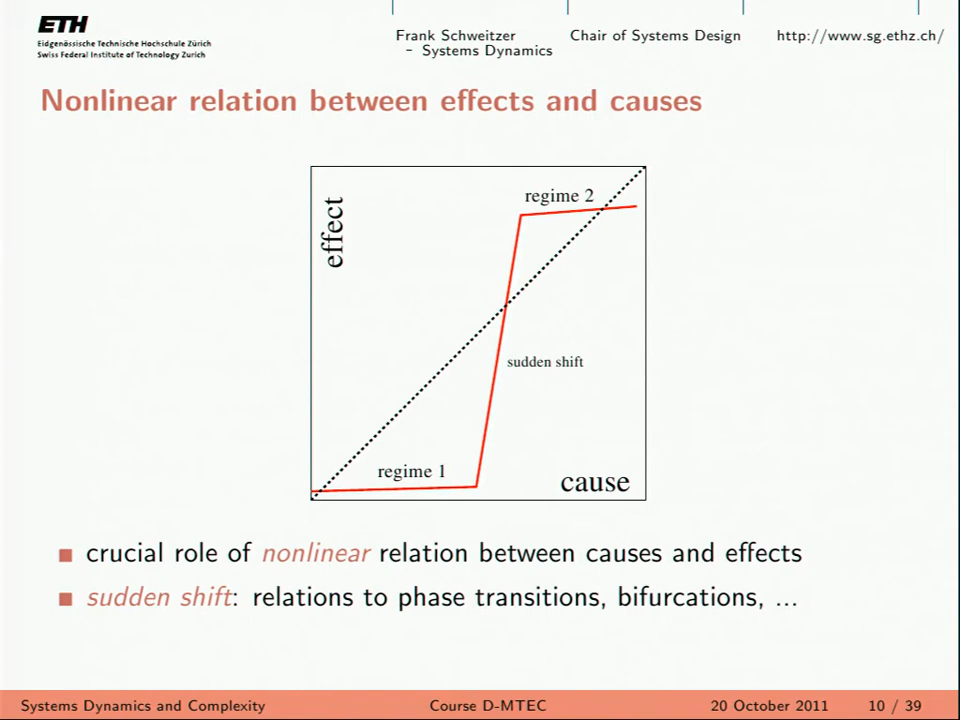 ETH
Eidgenössische Technische Hochschule Zürich
Swiss Federal Institute of Technology Zurich
Frank Schweitzer
– Systems Dynamics
Chair of Systems Design
http://www.sg.ethz.ch/
Nonlinear relation between effects and causes
effect
regime 2
sudden shift
regime 1
cause
crucial role of nonlinear relation between causes and effects
sudden shift: relations to phase transitions, bifurcations, ...
Systems Dynamics and Complexity
Course D-MTEC
20 October 2011
10 / 39